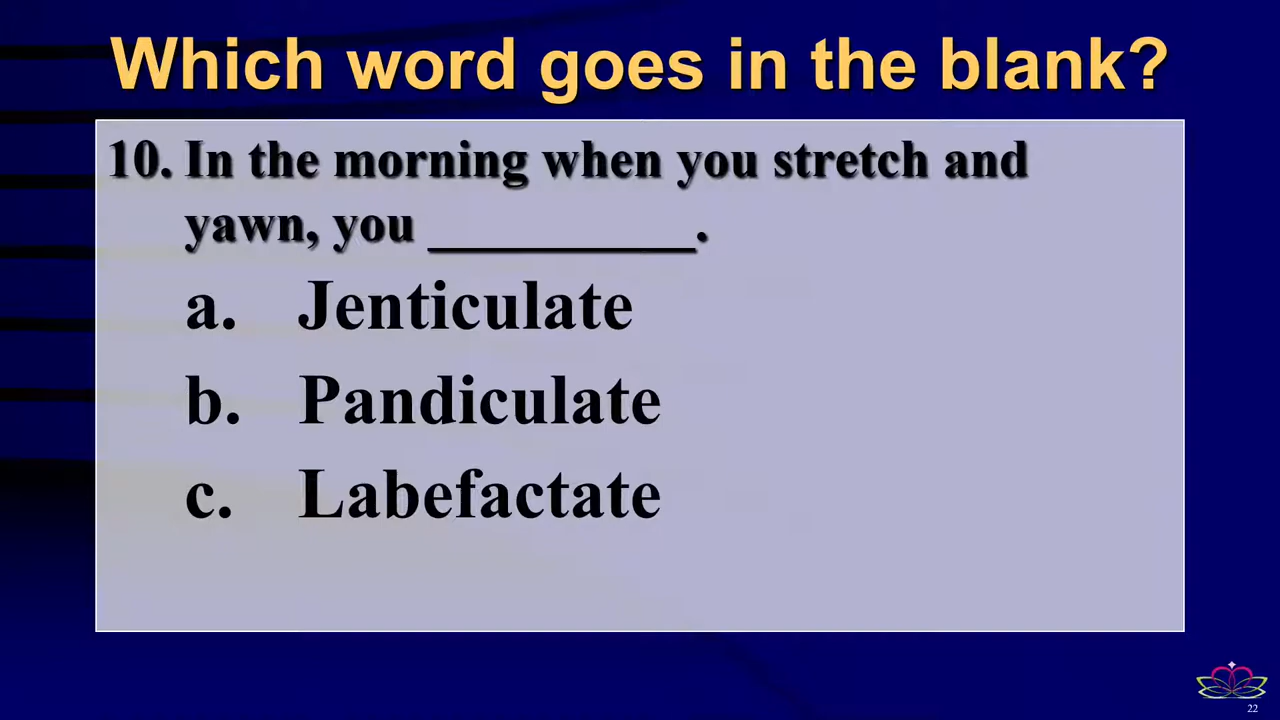 Which word goes in the blank?
10. In the morning when you stretch and
yawn, you __________.
a. Jenticulate
b. Pandiculate
c. Labefactate
22